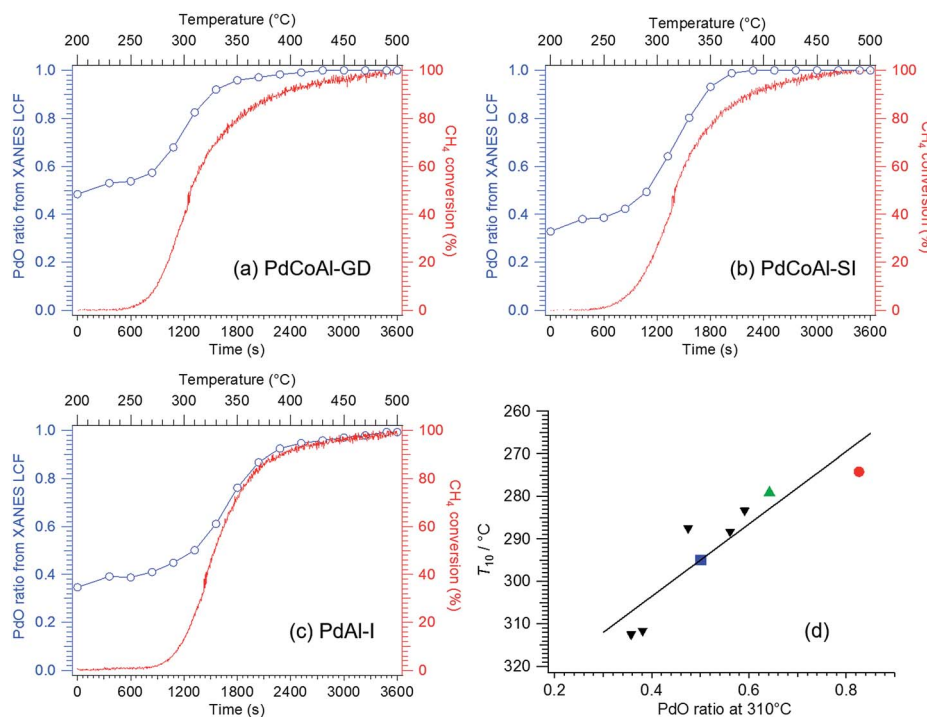 Temperature (°C)
200 250 300 350 400 450 500
1.0
0.8
0.6
0.4
0.2
0.0
PdO ratio from XANES LCF
100
80
60
40
20
0
CH4 conversion (%)
(a) PdCoAl-GD
0 600 1200 1800 2400 3000 3600
Time (s)
Temperature (°C)
200 250 300 350 400 450 500
1.0
0.8
0.6
0.4
0.2
0.0
PdO ratio from XANES LCF
100
80
60
40
20
0
CH4 conversion (%)
(b) PdCoAl-SI
0 600 1200 1800 2400 3000 3600
Time (s)
Temperature (°C)
200 250 300 350 400 450 500
1.0
0.8
0.6
0.4
0.2
0.0
PdO ratio from XANES LCF
100
80
60
40
20
0
CH4 conversion (%)
(c) PdAl-I
0 600 1200 1800 2400 3000 3600
Time (s)
260
270
280
290
300
310
320
T10 / °C
(d)
0.2 0.4 0.6 0.8
PdO ratio at 310°C